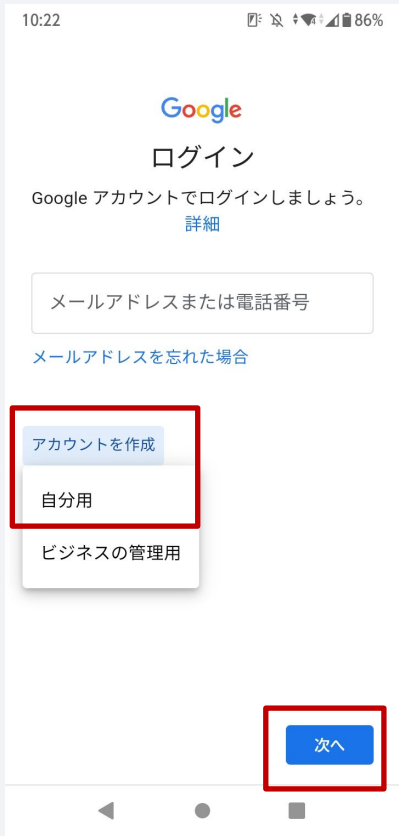 10:22
86%
Google
ログイン
Google アカウントでログインしましょう。
詳細
メールアドレスまたは電話番号
メールアドレスを忘れた場合
アカウントを作成
自分用
ビジネスの管理用
次へ